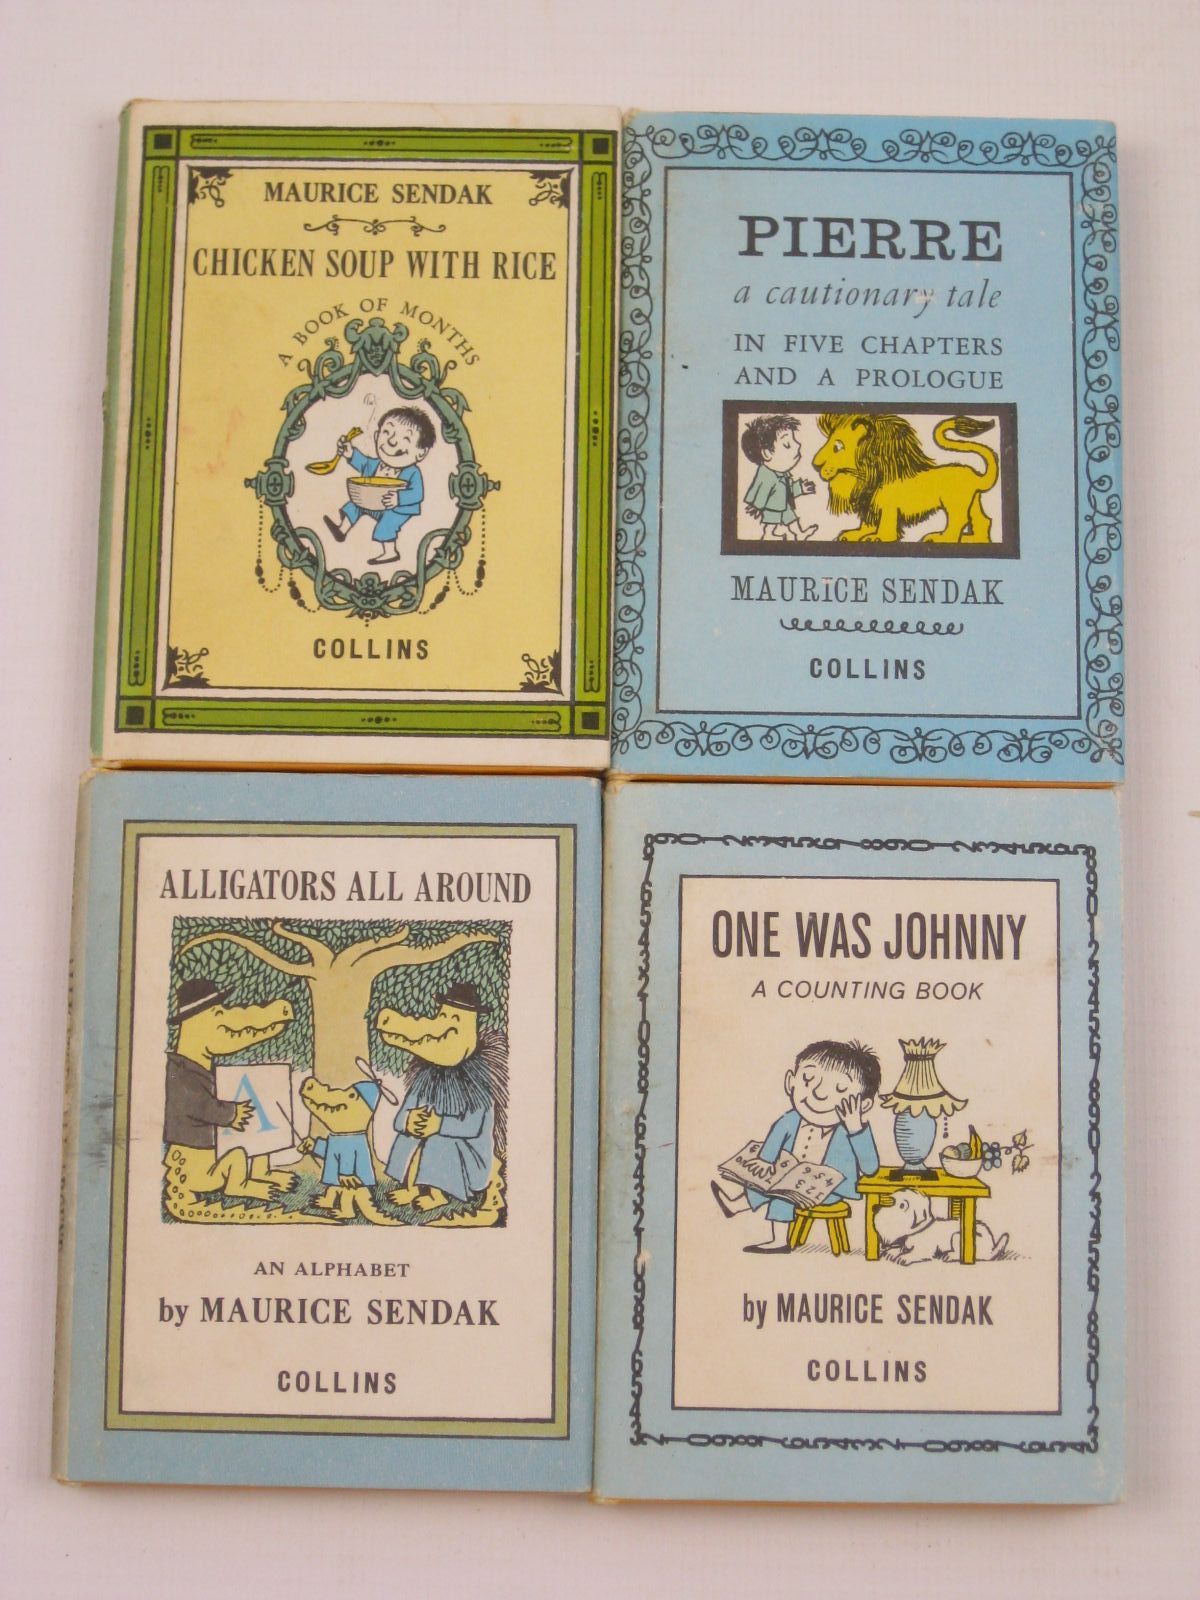 MAURICE SENDAK
CHICKEN SOUP WITH RICE
A BOOK OF MONTHS
COLLINS
PIERRE
a cautionary tale
IN FIVE CHAPTERS
AND A PROLOGUE
MAURICE SENDAK
COLLINS
ALLIGATORS ALL AROUND
A
AN ALPHABET
by MAURICE SENDAK
COLLINS
ONE WAS JOHNNY
A COUNTING BOOK
by MAURICE SENDAK
COLLINS